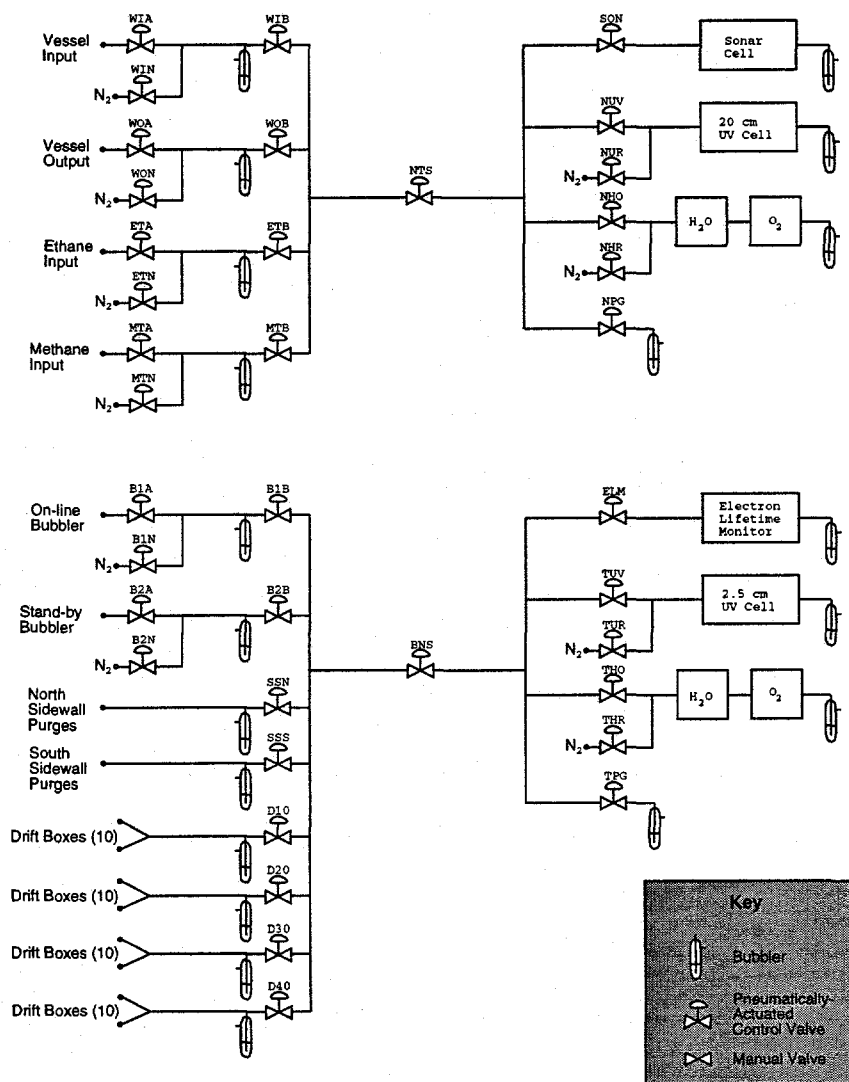 WIA
WIB
Vessel
Input
WIN
N2
WOA
WOB
Vessel
Output
WON
N2
ETA
ETB
Ethane
Input
ETN
N2
MTA
MTB
Methane
Input
MTN
N2
NTS
SON
Sonar
Cell
NUV
20 cm
UV Cell
NUR
N2
NHO
H2O
O2
NHR
N2
NPG
B1A
B1B
On-line
Bubbler
B1N
N2
B2A
B2B
Stand-by
Bubbler
B2N
N2
North
Sidewall
Purges
SSN
South
Sidewall
Purges
SSS
Drift Boxes (10)
D10
Drift Boxes (10)
D20
Drift Boxes (10)
D30
Drift Boxes (10)
D40
BNS
ELM
Electron
Lifetime
Monitor
TUV
2.5 cm
UV Cell
TUR
N2
THO
H2O
O2
THR
N2
TPG
Key
Bubbler
Pneumatically-
Actuated
Control Valve
Manual Valve